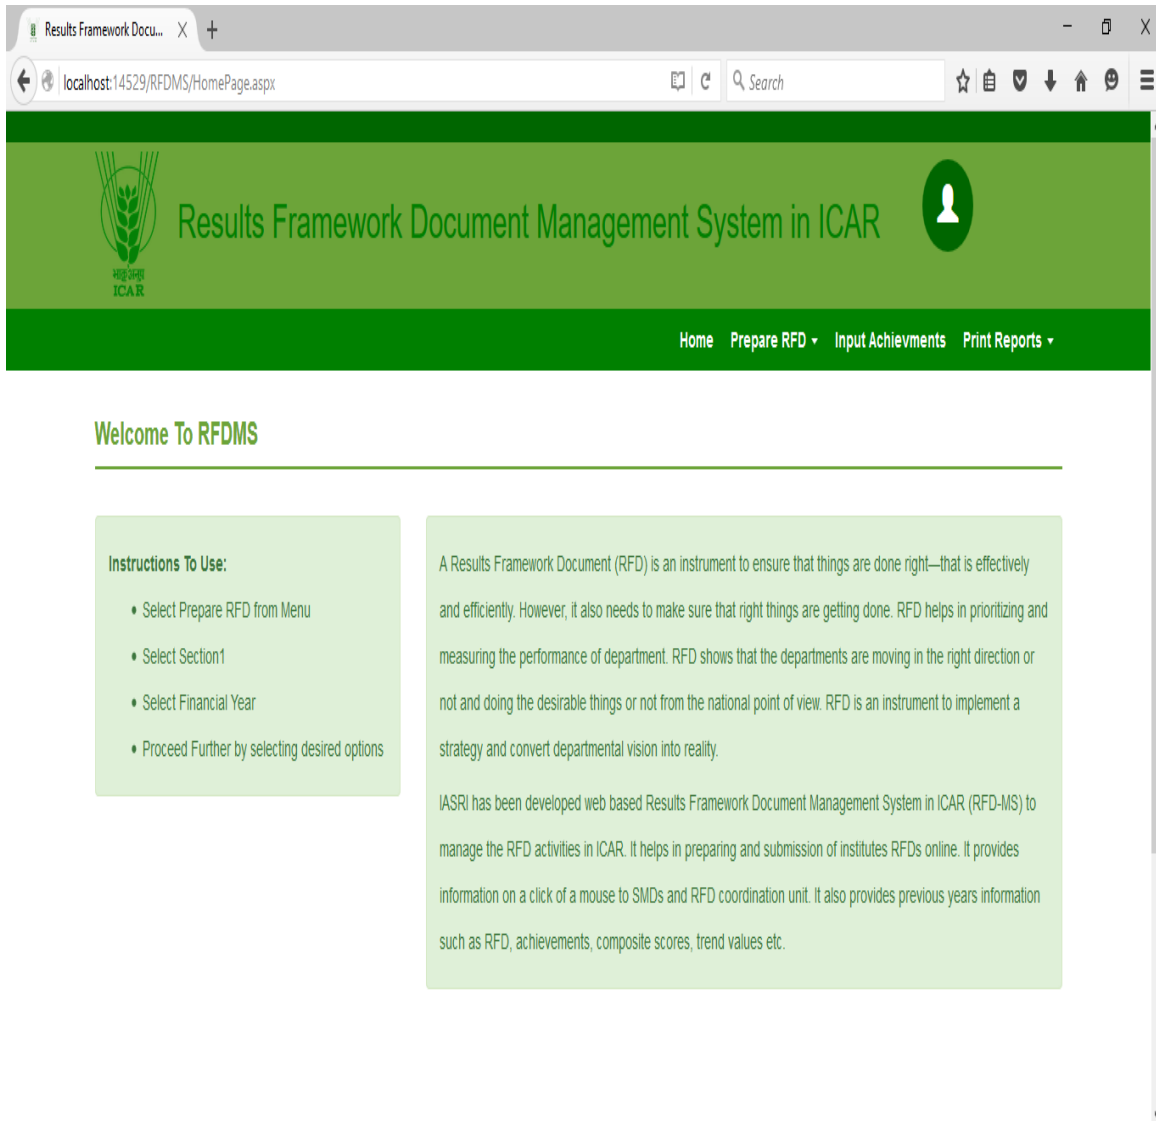 Results Framework Docu...
localhost:14529/RFDMS/HomePage.aspx
Search
ICAR
Results Framework Document Management System in ICAR
Home Prepare RFD Input Achievments Print Reports
Welcome To RFDMS
Instructions To Use:
• Select Prepare RFD from Menu
• Select Section1
• Select Financial Year
• Proceed Further by selecting desired options
A Results Framework Document (RFD) is an instrument to ensure that things are done right—that is effectively
and efficiently. However, it also needs to make sure that right things are getting done. RFD helps in prioritizing and
measuring the performance of department. RFD shows that the departments are moving in the right direction or
not and doing the desirable things or not from the national point of view. RFD is an instrument to implement a
strategy and convert departmental vision into reality.
IASRI has been developed web based Results Framework Document Management System in ICAR (RFD-MS) to
manage the RFD activities in ICAR. It helps in preparing and submission of institutes RFDs online. It provides
information on a click of a mouse to SMDs and RFD coordination unit. It also provides previous years information
such as RFD, achievements, composite scores, trend values etc.